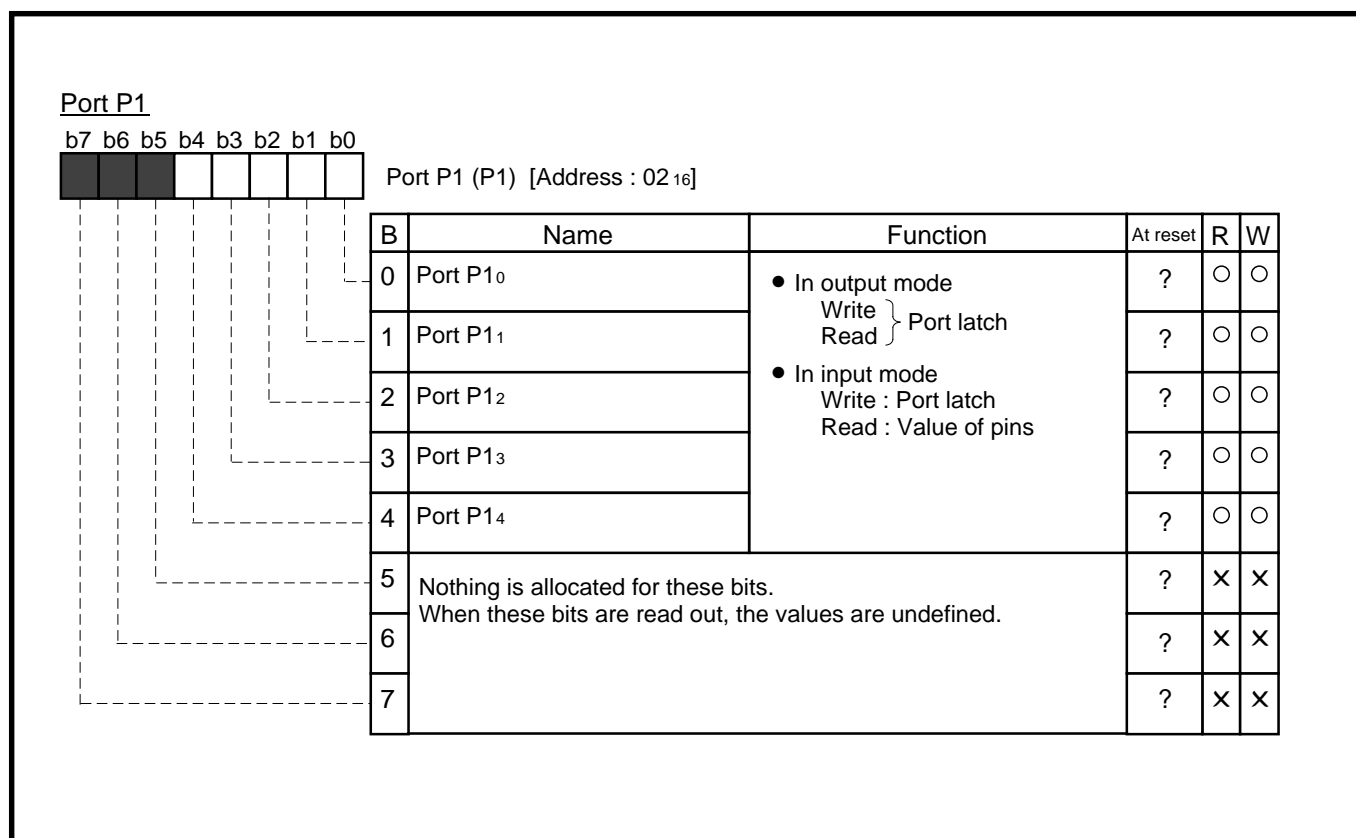 Port P1
b7 b6 b5 b4 b3 b2 b1 b0
Port P1 (P1) [Address : 02₁₆]
B Name Function At reset R W
0 Port P1₀ ? ○ ○
● In output mode
Write
Read
Port latch
1 Port P1₁ ? ○ ○
● In input mode
Write : Port latch
Read : Value of pins
2 Port P1₂ ? ○ ○
3 Port P1₃ ? ○ ○
4 Port P1₄ ? ○ ○
5 Nothing is allocated for these bits. ? ✕ ✕
When these bits are read out, the values are undefined.
6 ? ✕ ✕
7 ? ✕ ✕